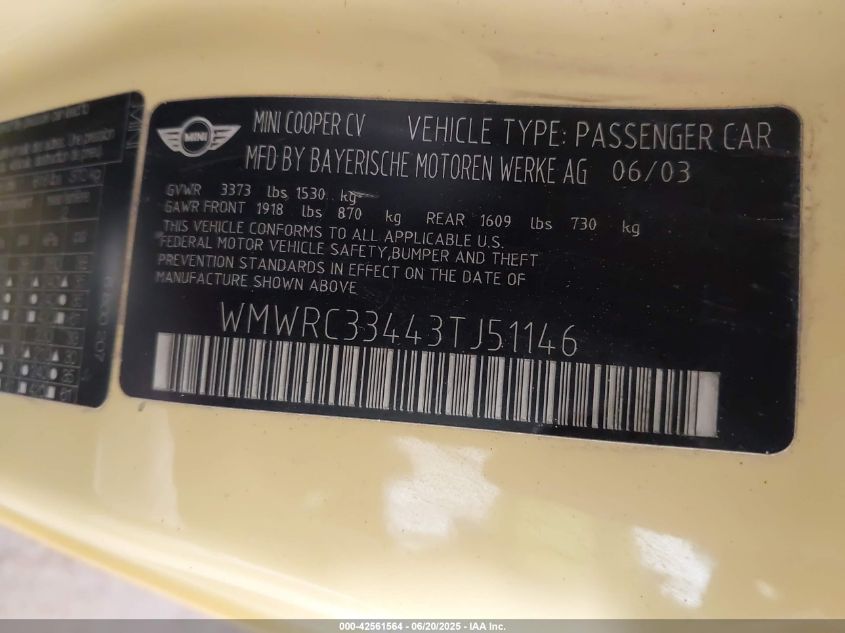 MINI
MINI COOPER CV VEHICLE TYPE: PASSENGER CAR
MFD BY BAYERISCHE MOTOREN WERKE AG 06/03
GVWR 3373 lbs 1530 kg
GAWR FRONT 1918 lbs 870 kg REAR 1609 lbs 730 kg
THIS VEHICLE CONFORMS TO ALL APPLICABLE U.S.
FEDERAL MOTOR VEHICLE SAFETY,BUMPER AND THEFT
PREVENTION STANDARDS IN EFFECT ON THE DATE OF
MANUFACTURE SHOWN ABOVE
WMWRC33443TJ51146
000-42561564 - 06/20/2025 - IAA Inc.